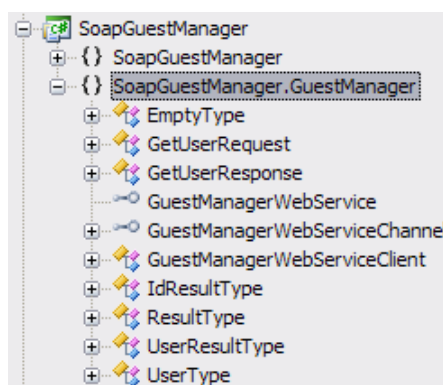 SoapGuestManager
{} SoapGuestManager
{} SoapGuestManager.GuestManager
EmptyType
GetUserRequest
GetUserResponse
GuestManagerWebService
GuestManagerWebServiceChanne
GuestManagerWebServiceClient
IdResultType
ResultType
UserResultType
UserType